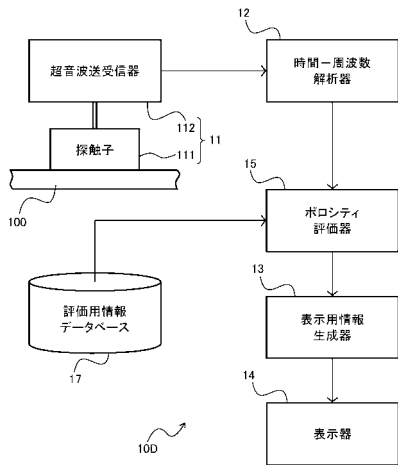 12
超音波送受信器
時間－周波数
解析器
112
11
探触子
111
100
15
ポロシティ
評価器
13
評価用情報
データベース
表示用情報
生成器
17
14
10D
表示器